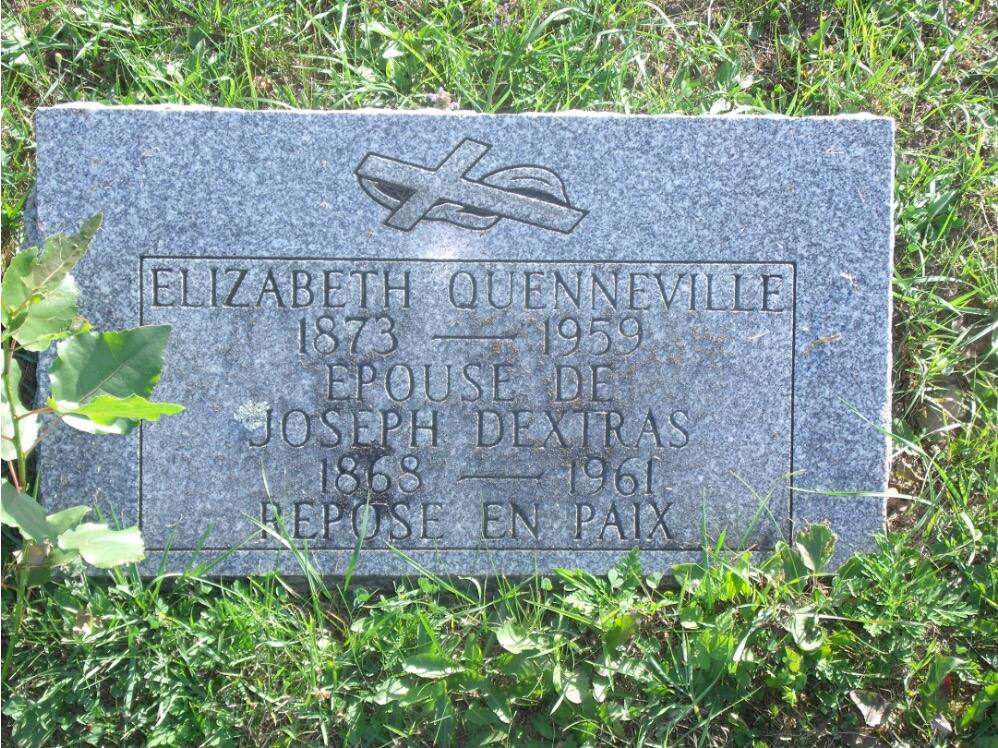 ELIZABETH QUENNEVILLE
1873 — 1959
EPOUSE DE
JOSEPH DEXTRAS
1868 — 1961
REPOSE EN PAIX